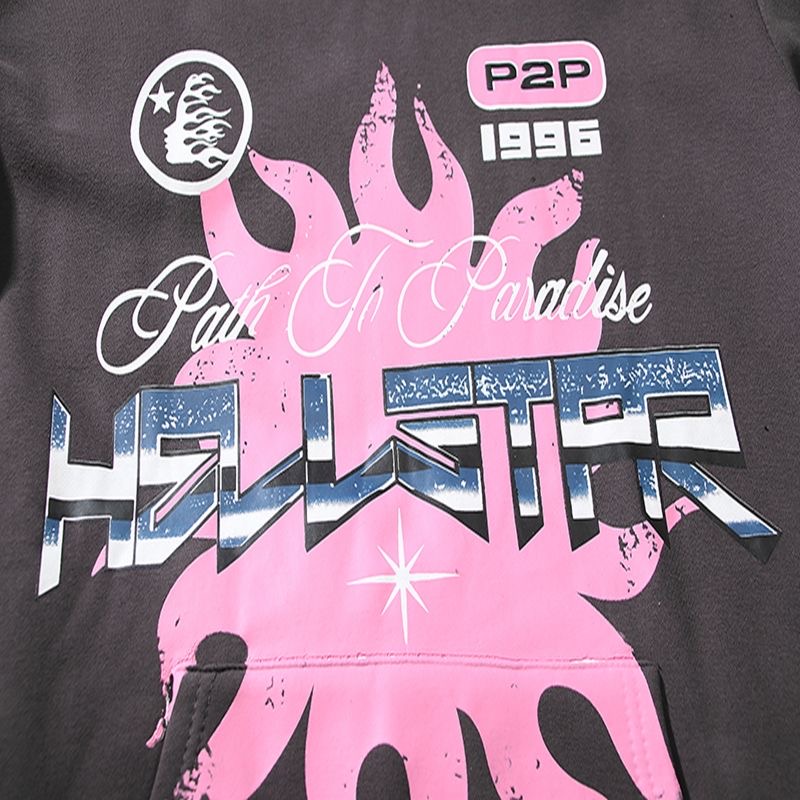 P2P
1996
Path To Paradise
HELLSTAR